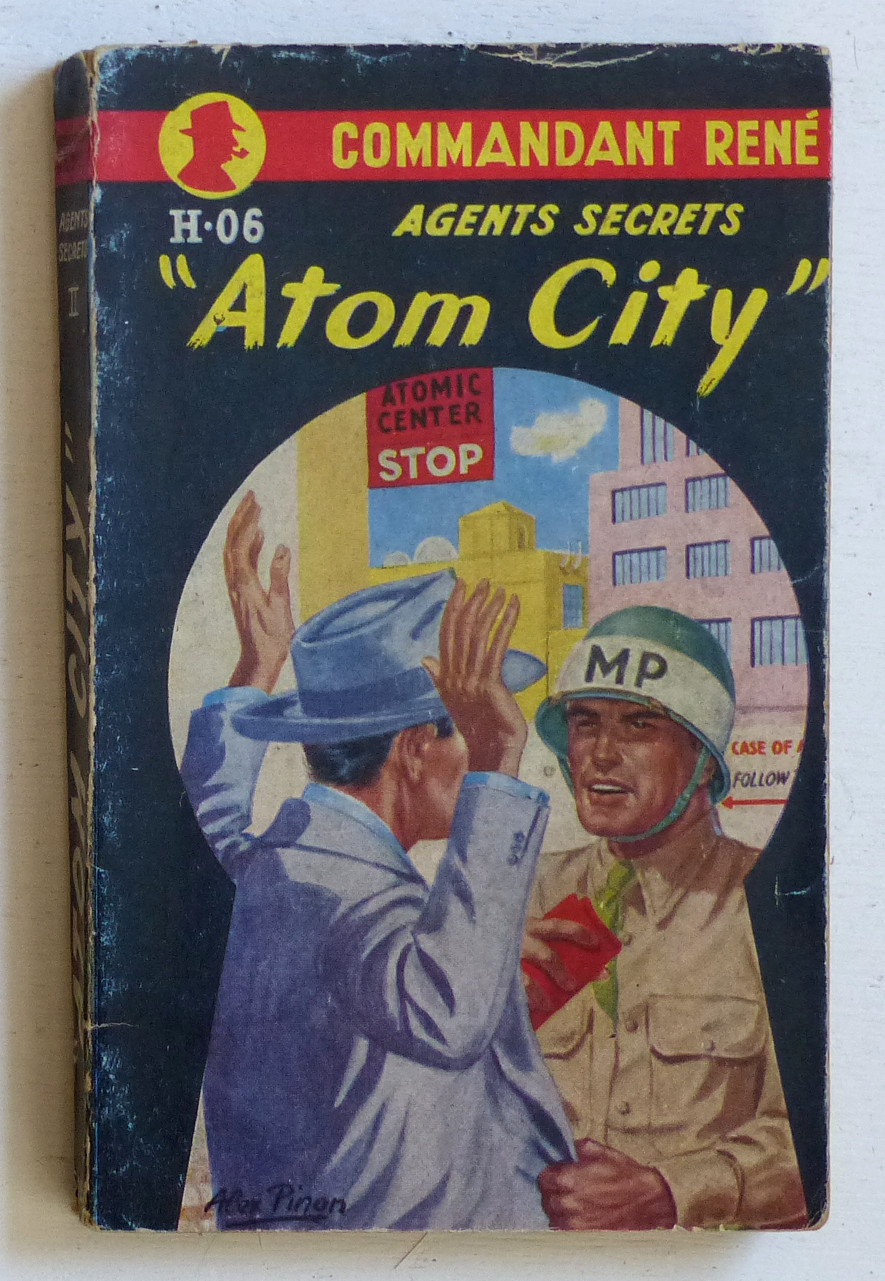 COMMANDANT RENÉ
H·06
AGENTS SECRETS
"Atom City"
ATOMIC
CENTER
STOP
MP
CASE OF
FOLLOW
Alex Pinon
AGENTS
SECRETS
II
"ATOM CITY"